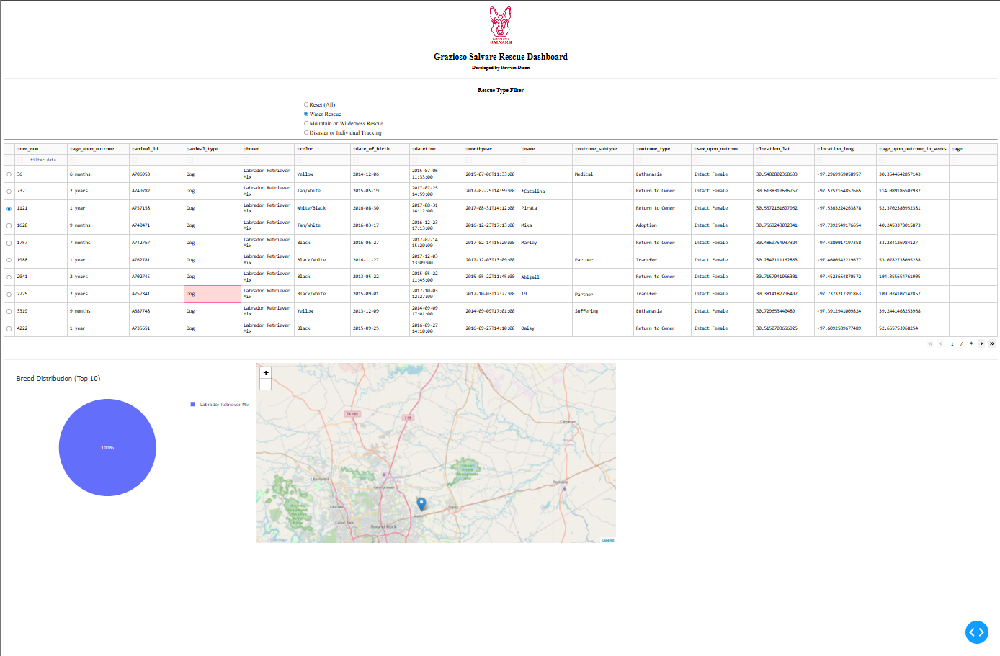 SALVARE
Grazioso Salvare Rescue Dashboard
Developed by Rowvin Dizon
Rescue Type Filter
Reset (All)
Water Rescue
Mountain or Wilderness Rescue
Disaster or Individual Tracking
rec_num age_upon_outcome animal_id animal_type breed color date_of_birth datetime monthyear name outcome_subtype outcome_type sex_upon_outcome location_lat location_long age_upon_outcome_in_weeks age
filter data...
36 6 months A706953 Dog Labrador Retriever Mix Yellow 2014-12-06 2015-07-06 11:33:00 2015-07-06T11:33:00 Medical Euthanasia Intact Female 30.5480802368633 -97.2969969058957 30.3544642857143
732 2 years A749782 Dog Labrador Retriever Mix Tan/White 2015-05-19 2017-07-25 14:59:00 2017-07-25T14:59:00 *Catalina Return to Owner Intact Female 30.6138310636757 -97.5752164857665 114.089186507937
1121 1 year A757158 Dog Labrador Retriever Mix White/Black 2016-08-30 2017-08-31 14:12:00 2017-08-31T14:12:00 Pirata Return to Owner Intact Female 30.5572161697962 -97.5363224263878 52.3702380952381
1628 9 months A740471 Dog Labrador Retriever Mix Tan/White 2016-03-17 2016-12-23 17:13:00 2016-12-23T17:13:00 Mika Adoption Intact Female 30.7569243032341 -97.7392549176654 40.2453373015873
1757 7 months A742767 Dog Labrador Retriever Mix Black 2016-06-27 2017-02-14 15:20:00 2017-02-14T15:20:00 Marley Return to Owner Intact Female 30.4869754937324 -97.4280017197358 33.234126984127
1988 1 year A762781 Dog Labrador Retriever Mix Black/White 2016-11-27 2017-12-03 13:09:00 2017-12-03T13:09:00 Partner Transfer Intact Female 30.2840111162863 -97.4600542219677 53.0782738095238
2041 2 years A702745 Dog Labrador Retriever Mix Black 2013-05-22 2015-05-22 11:45:00 2015-05-22T11:45:00 Abigail Return to Owner Intact Female 30.7157941956301 -97.4523664870572 104.355654761905
2225 2 years A757341 Dog Labrador Retriever Mix Black/White 2015-09-01 2017-10-03 12:27:00 2017-10-03T12:27:00 19 Partner Transfer Intact Female 30.3814182796497 -97.7373217391863 109.074107142857
3319 9 months A687748 Dog Labrador Retriever Mix Yellow 2013-12-09 2014-09-09 17:01:00 2014-09-09T17:01:00 Suffering Euthanasia Intact Female 30.729653440489 -97.3912941009824 39.2441468253968
4222 1 year A735551 Dog Labrador Retriever Mix Black 2015-09-25 2016-09-27 14:10:00 2016-09-27T14:10:00 Daisy Return to Owner Intact Female 30.5150703656925 -97.6092589677489 52.655753968254
1 / 4
Breed Distribution (Top 10)
Labrador Retriever Mix
100%
+
−
Cameron
Georgetown
Cedar Park
Round Rock
Leaflet